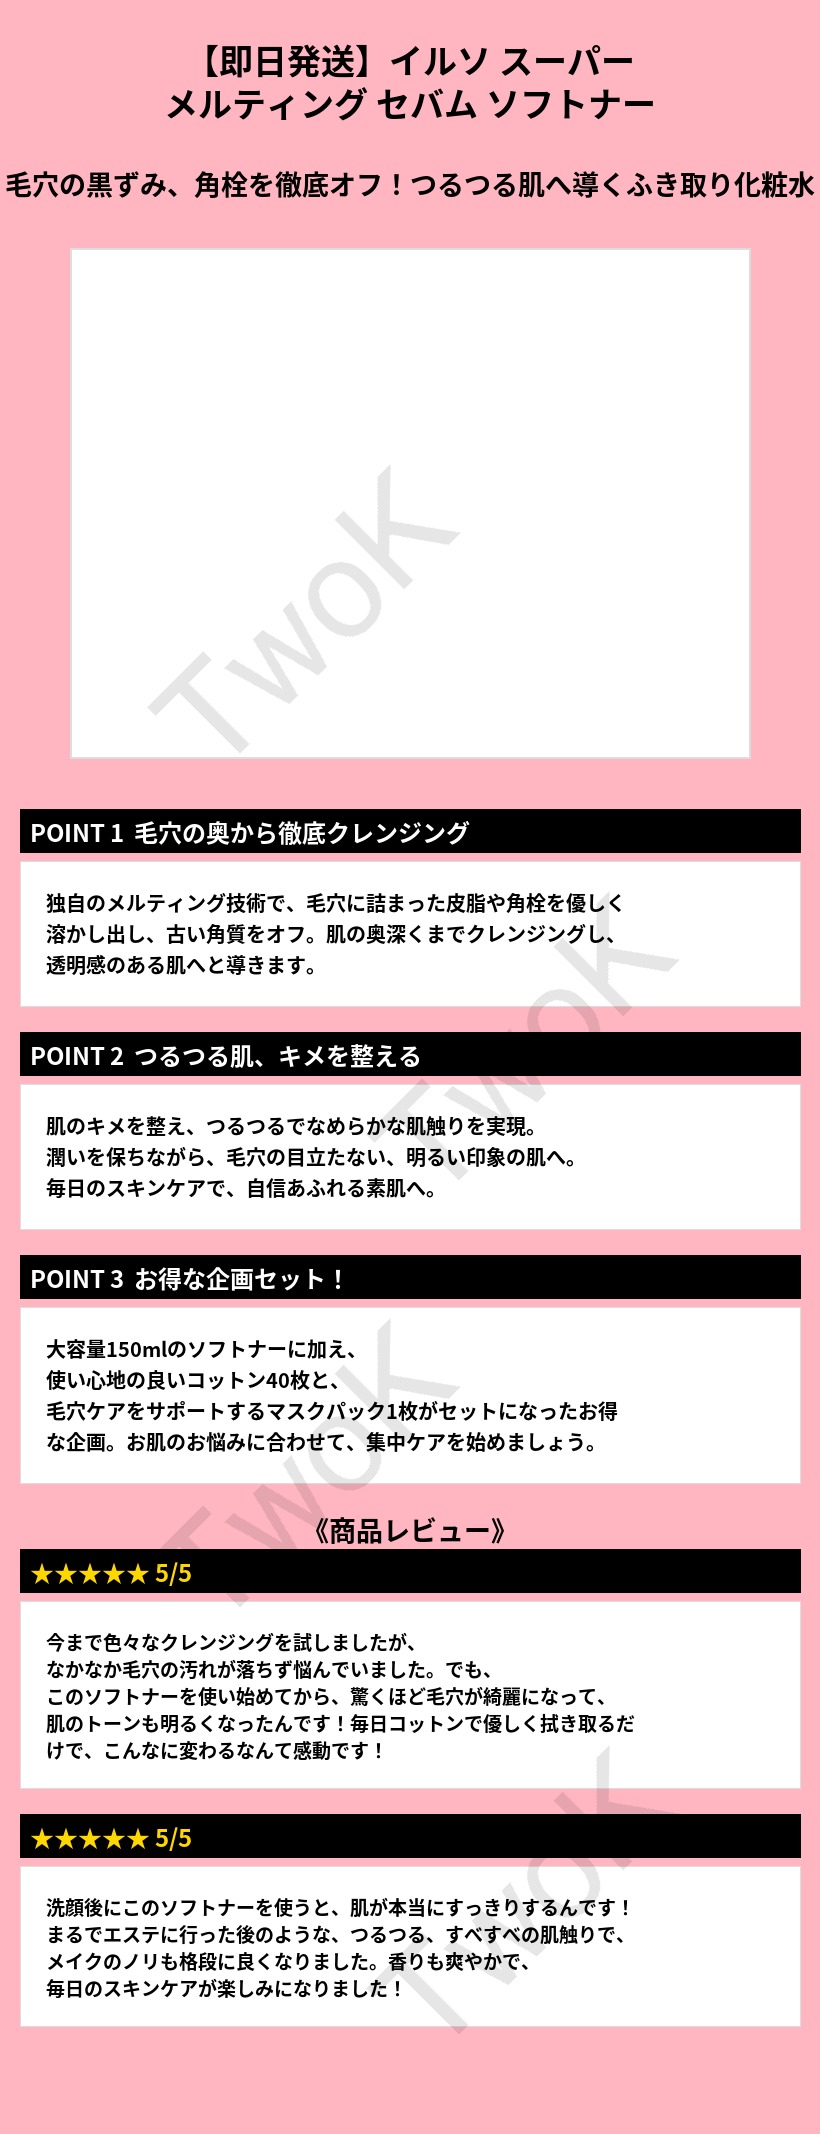 【即日発送】イルソ スーパー
メルティング セバム ソフトナー
毛穴の黒ずみ、角栓を徹底オフ！つるつる肌へ導くふき取り化粧水
TwoK
POINT 1 毛穴の奥から徹底クレンジング
独自のメルティング技術で、毛穴に詰まった皮脂や角栓を優しく
溶かし出し、古い角質をオフ。肌の奥深くまでクレンジングし、
透明感のある肌へと導きます。
TwoK
POINT 2 つるつる肌、キメを整える
肌のキメを整え、つるつるでなめらかな肌触りを実現。
潤いを保ちながら、毛穴の目立たない、明るい印象の肌へ。
毎日のスキンケアで、自信あふれる素肌へ。
POINT 3 お得な企画セット！
大容量150mlのソフトナーに加え、
使い心地の良いコットン40枚と、
毛穴ケアをサポートするマスクパック1枚がセットになったお得
な企画。お肌のお悩みに合わせて、集中ケアを始めましょう。
TwoK
《商品レビュー》
★★★★★ 5/5
今まで色々なクレンジングを試しましたが、
なかなか毛穴の汚れが落ちず悩んでいました。でも、
このソフトナーを使い始めてから、驚くほど毛穴が綺麗になって、
肌のトーンも明るくなったんです！毎日コットンで優しく拭き取るだ
けで、こんなに変わるなんて感動です！
★★★★★ 5/5
洗顔後にこのソフトナーを使うと、肌が本当にすっきりするんです！
まるでエステに行った後のような、つるつる、すべすべの肌触りで、
メイクのノリも格段に良くなりました。香りも爽やかで、
毎日のスキンケアが楽しみになりました！
TwoK